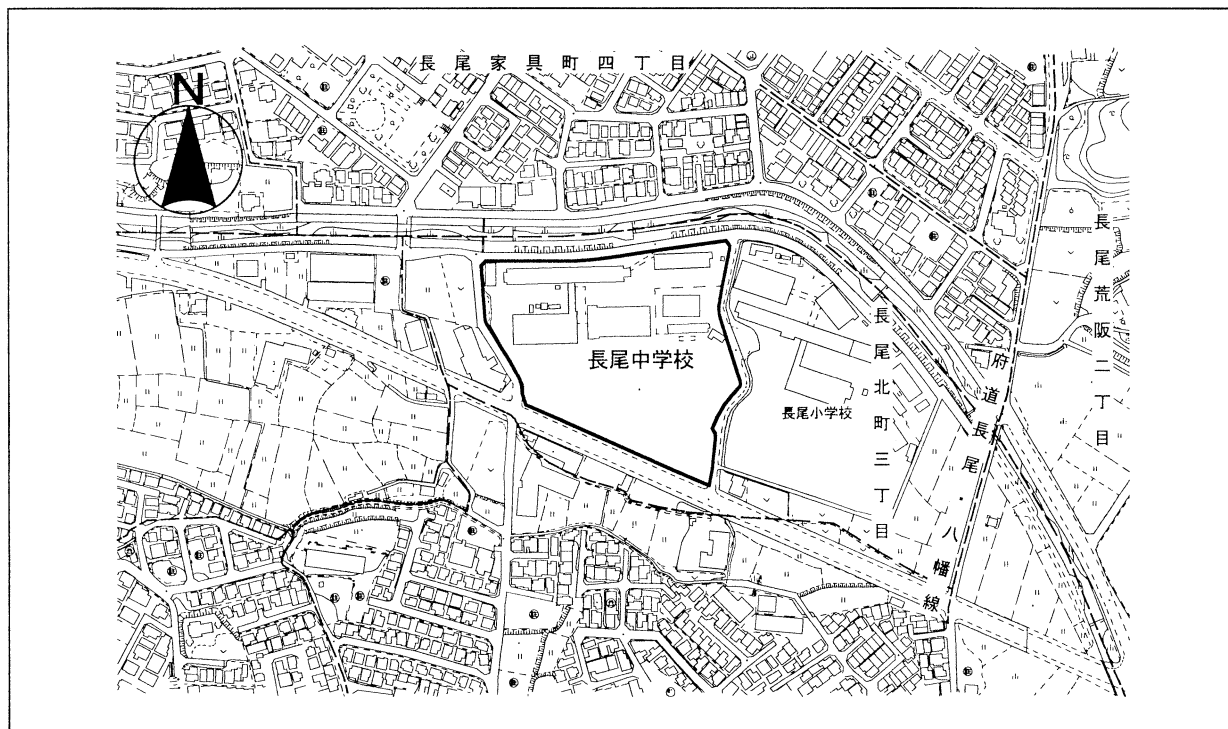 長尾家具町四丁目
N
長尾荒阪二丁目
長尾中学校
長尾小学校
長尾北町三丁目
府道長尾・八幡線